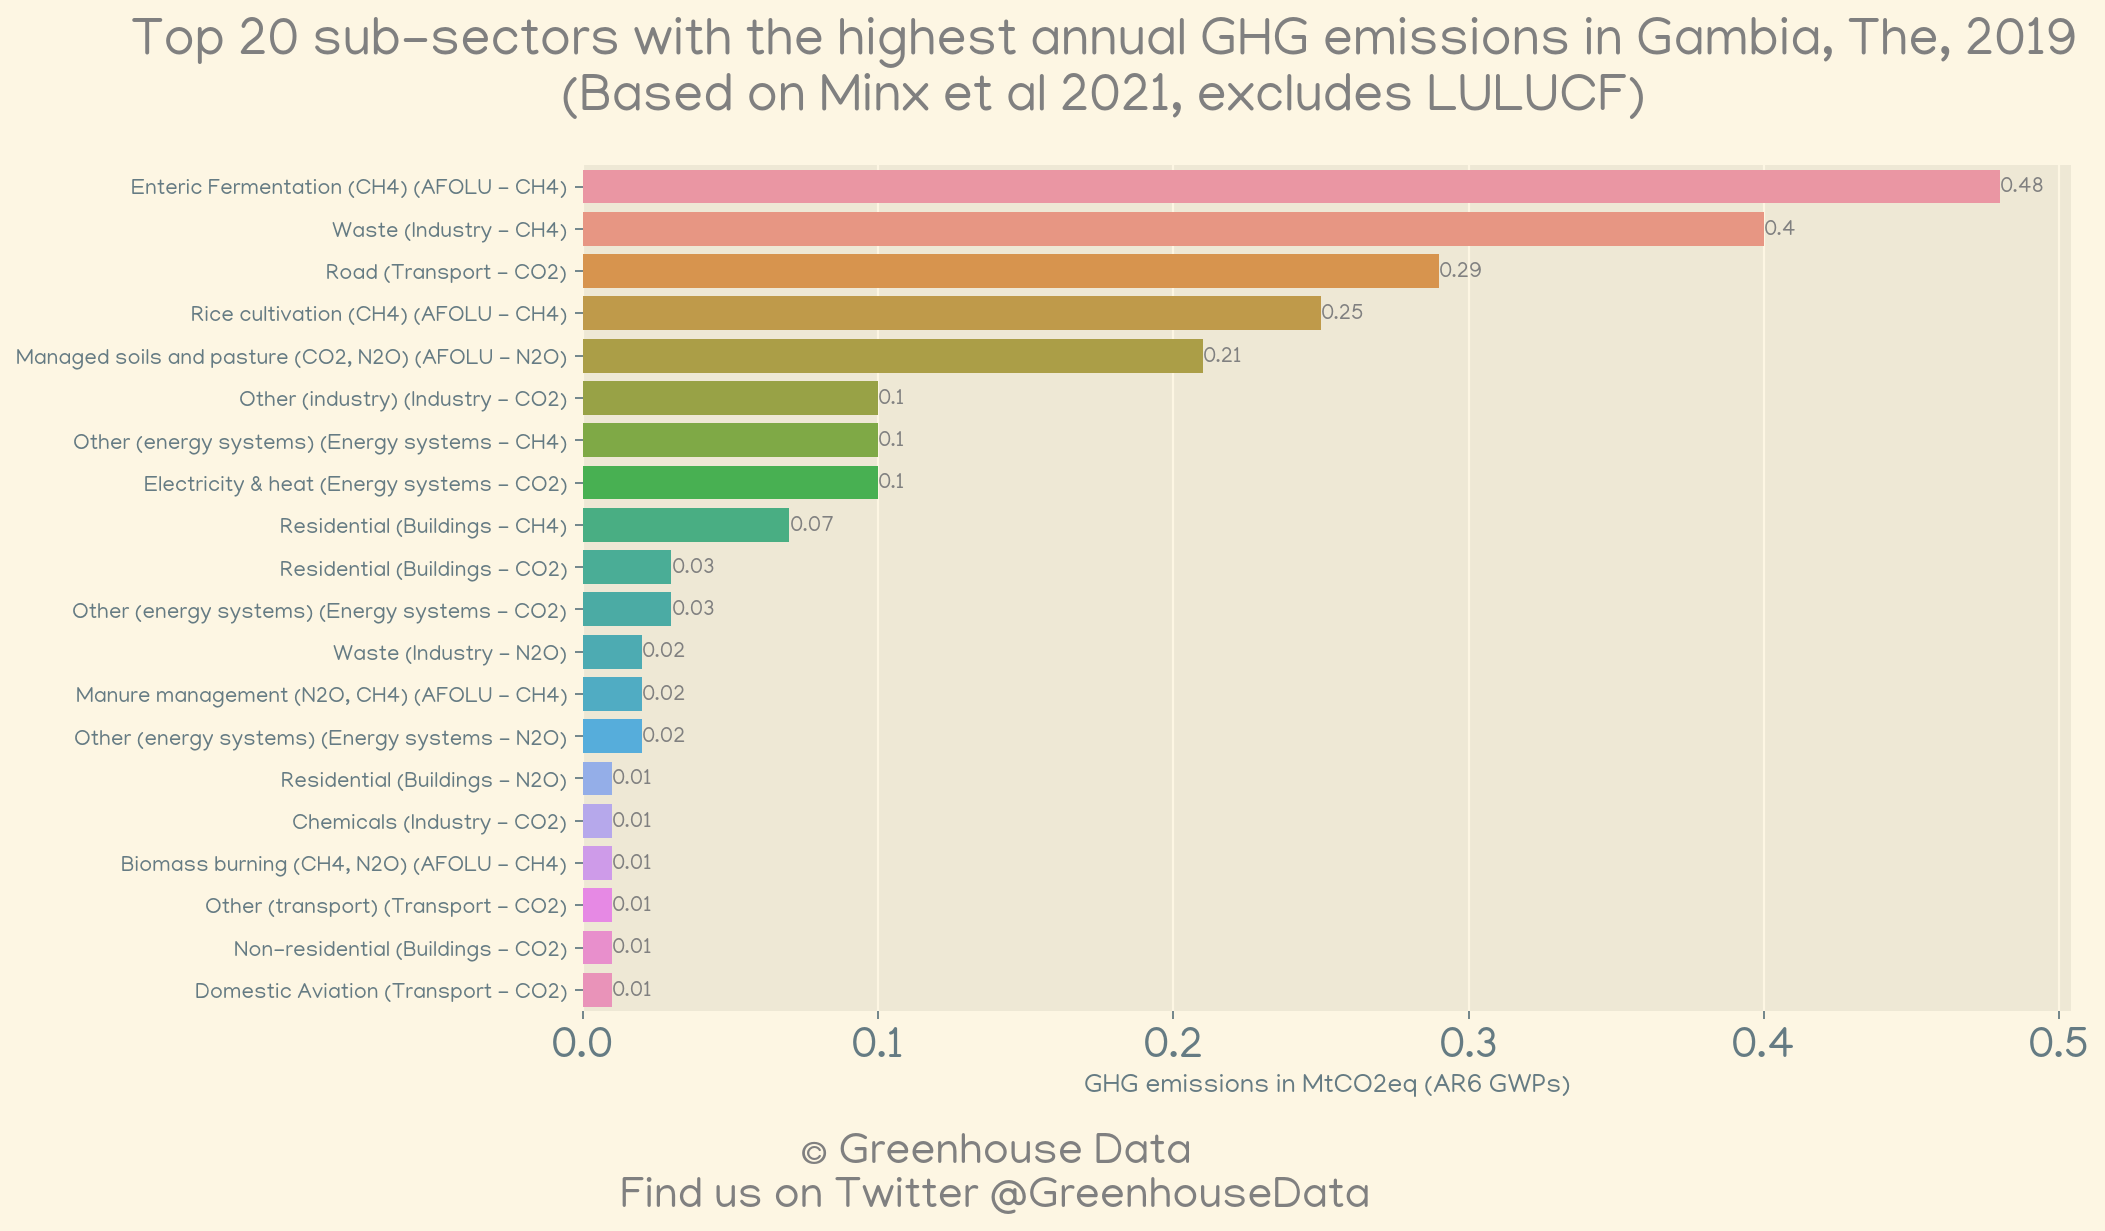 Top 20 sub-sectors with the highest annual GHG emissions in Gambia, The, 2019
(Based on Minx et al 2021, excludes LULUCF)
Enteric Fermentation (CH4) (AFOLU - CH4) 0.48
Waste (Industry - CH4) 0.4
Road (Transport - CO2) 0.29
Rice cultivation (CH4) (AFOLU - CH4) 0.25
Managed soils and pasture (CO2, N2O) (AFOLU - N2O) 0.21
Other (industry) (Industry - CO2) 0.1
Other (energy systems) (Energy systems - CH4) 0.1
Electricity & heat (Energy systems - CO2) 0.1
Residential (Buildings - CH4) 0.07
Residential (Buildings - CO2) 0.03
Other (energy systems) (Energy systems - CO2) 0.03
Waste (Industry - N2O) 0.02
Manure management (N2O, CH4) (AFOLU - CH4) 0.02
Other (energy systems) (Energy systems - N2O) 0.02
Residential (Buildings - N2O) 0.01
Chemicals (Industry - CO2) 0.01
Biomass burning (CH4, N2O) (AFOLU - CH4) 0.01
Other (transport) (Transport - CO2) 0.01
Non-residential (Buildings - CO2) 0.01
Domestic Aviation (Transport - CO2) 0.01
0.0 0.1 0.2 0.3 0.4 0.5
GHG emissions in MtCO2eq (AR6 GWPs)
© Greenhouse Data
Find us on Twitter @GreenhouseData